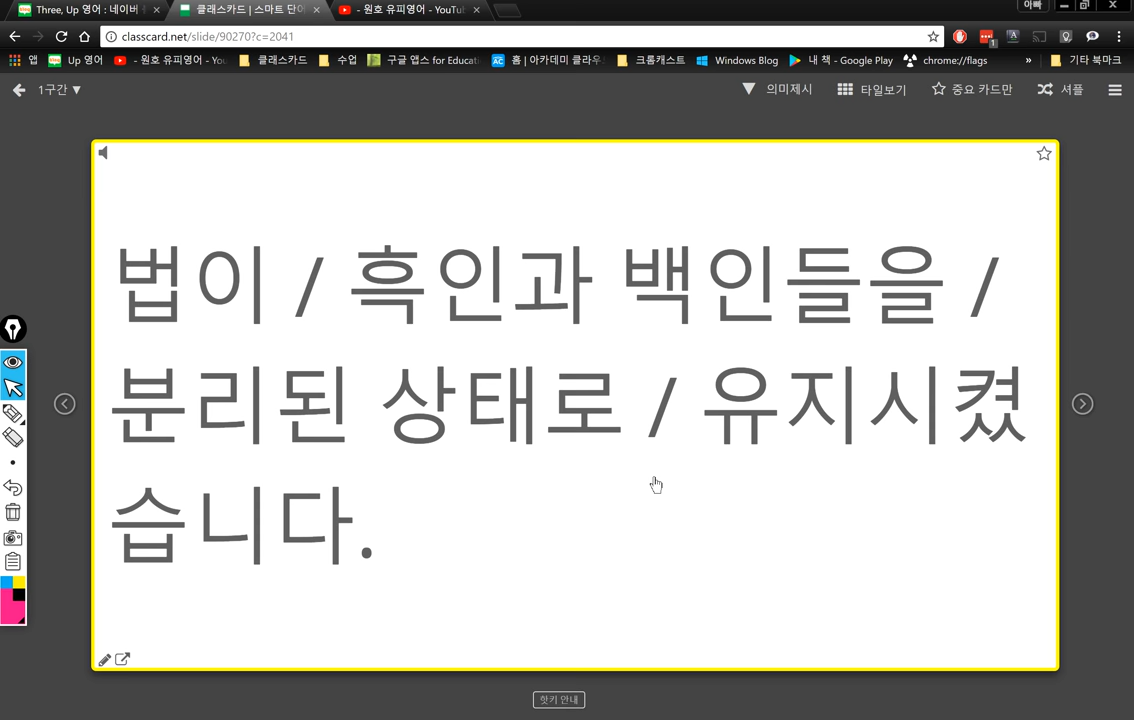 Three, Up 영어 : 네이버
클래스카드 | 스마트 단어
- 원호 유피영어 - YouTu
아빠
classcard.net/slide/90270?c=2041
앱
Up 영어
- 원호 유피영어 - You
클래스카드
수업
구글 앱스 for Educati
홈 | 아카데미 클라우
크롬캐스트
Windows Blog
내 책 - Google Play
chrome://flags
»
기타 북마크
1구간 ▼
▼ 의미제시
타일보기
중요 카드만
셔플
법이 / 흑인과 백인들을 /
분리된 상태로 / 유지시켰
습니다.
핫키 안내